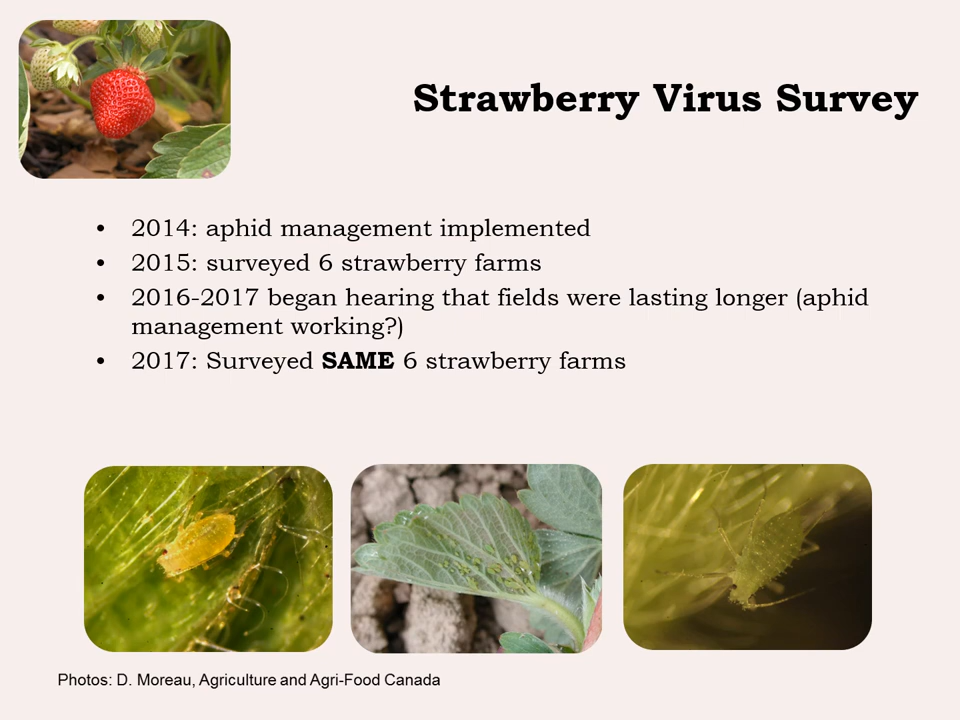 Strawberry Virus Survey
• 2014: aphid management implemented
• 2015: surveyed 6 strawberry farms
• 2016-2017 began hearing that fields were lasting longer (aphid
management working?)
• 2017: Surveyed SAME 6 strawberry farms
Photos: D. Moreau, Agriculture and Agri-Food Canada